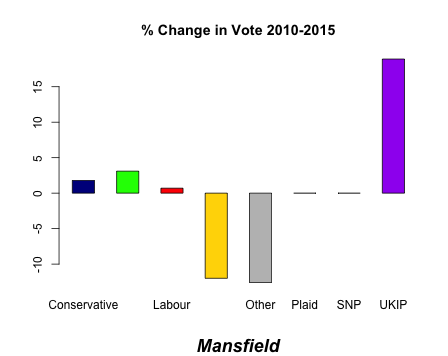 % Change in Vote 2010-2015
15
10
5
0
-5
-10
Conservative Labour Other Plaid SNP UKIP
Mansfield